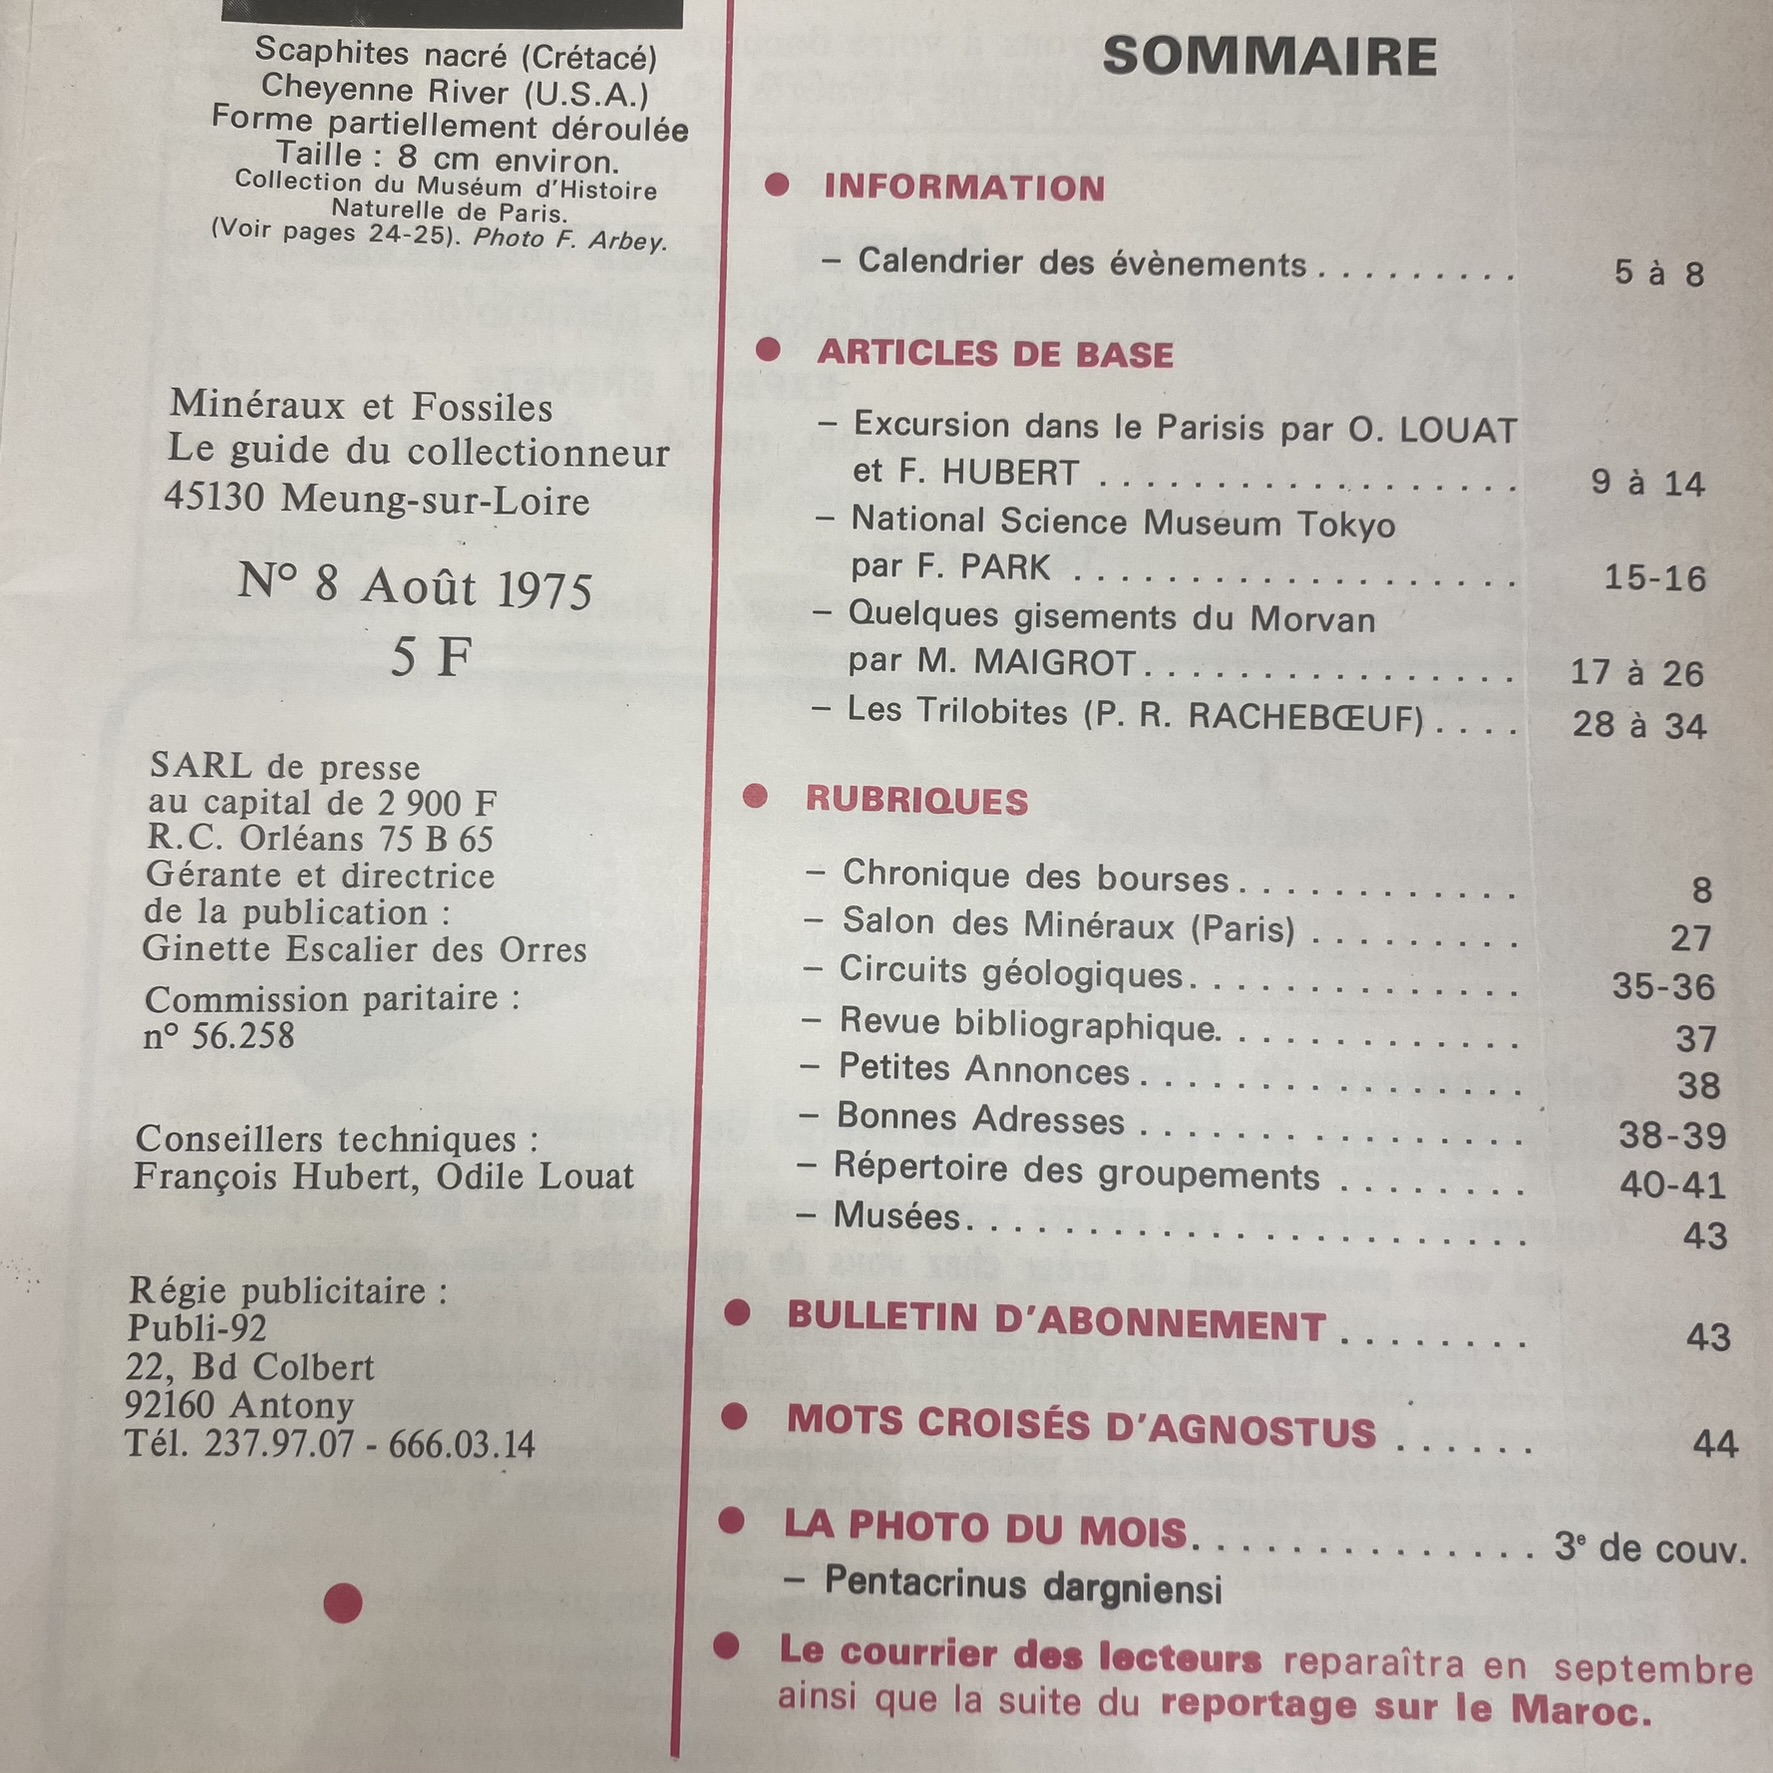 Scaphites nacré (Crétacé)
Cheyenne River (U.S.A.)
Forme partiellement déroulée
Taille : 8 cm environ.
Collection du Muséum d'Histoire
Naturelle de Paris.
(Voir pages 24-25). Photo F. Arbey.
Minéraux et Fossiles
Le guide du collectionneur
45130 Meung-sur-Loire
N° 8 Août 1975
5 F
SARL de presse
au capital de 2 900 F
R.C. Orléans 75 B 65
Gérante et directrice
de la publication :
Ginette Escalier des Orres
Commission paritaire :
n° 56.258
Conseillers techniques :
François Hubert, Odile Louat
Régie publicitaire :
Publi-92
22, Bd Colbert
92160 Antony
Tél. 237.97.07 - 666.03.14
SOMMAIRE
● INFORMATION
– Calendrier des évènements . . . . . . . . . 5 à 8
● ARTICLES DE BASE
– Excursion dans le Parisis par O. LOUAT
et F. HUBERT . . . . . . . . . . . . . . . . . . 9 à 14
– National Science Museum Tokyo
par F. PARK . . . . . . . . . . . . . . . . . . . 15-16
– Quelques gisements du Morvan
par M. MAIGROT. . . . . . . . . . . . . . . . 17 à 26
– Les Trilobites (P. R. RACHEBŒUF) . . . . 28 à 34
● RUBRIQUES
– Chronique des bourses . . . . . . . . . . . . 8
– Salon des Minéraux (Paris) . . . . . . . . . 27
– Circuits géologiques. . . . . . . . . . . . . . 35-36
– Revue bibliographique. . . . . . . . . . . . . 37
– Petites Annonces . . . . . . . . . . . . . . . . 38
– Bonnes Adresses . . . . . . . . . . . . . . . . 38-39
– Répertoire des groupements . . . . . . . . 40-41
– Musées. . . . . . . . . . . . . . . . . . . . . . . 43
● BULLETIN D'ABONNEMENT . . . . . . . . 43
● MOTS CROISÉS D'AGNOSTUS . . . . . . 44
● LA PHOTO DU MOIS. . . . . . . . . . . . . . 3e de couv.
– Pentacrinus dargniensi
● Le courrier des lecteurs reparaîtra en septembre
ainsi que la suite du reportage sur le Maroc.